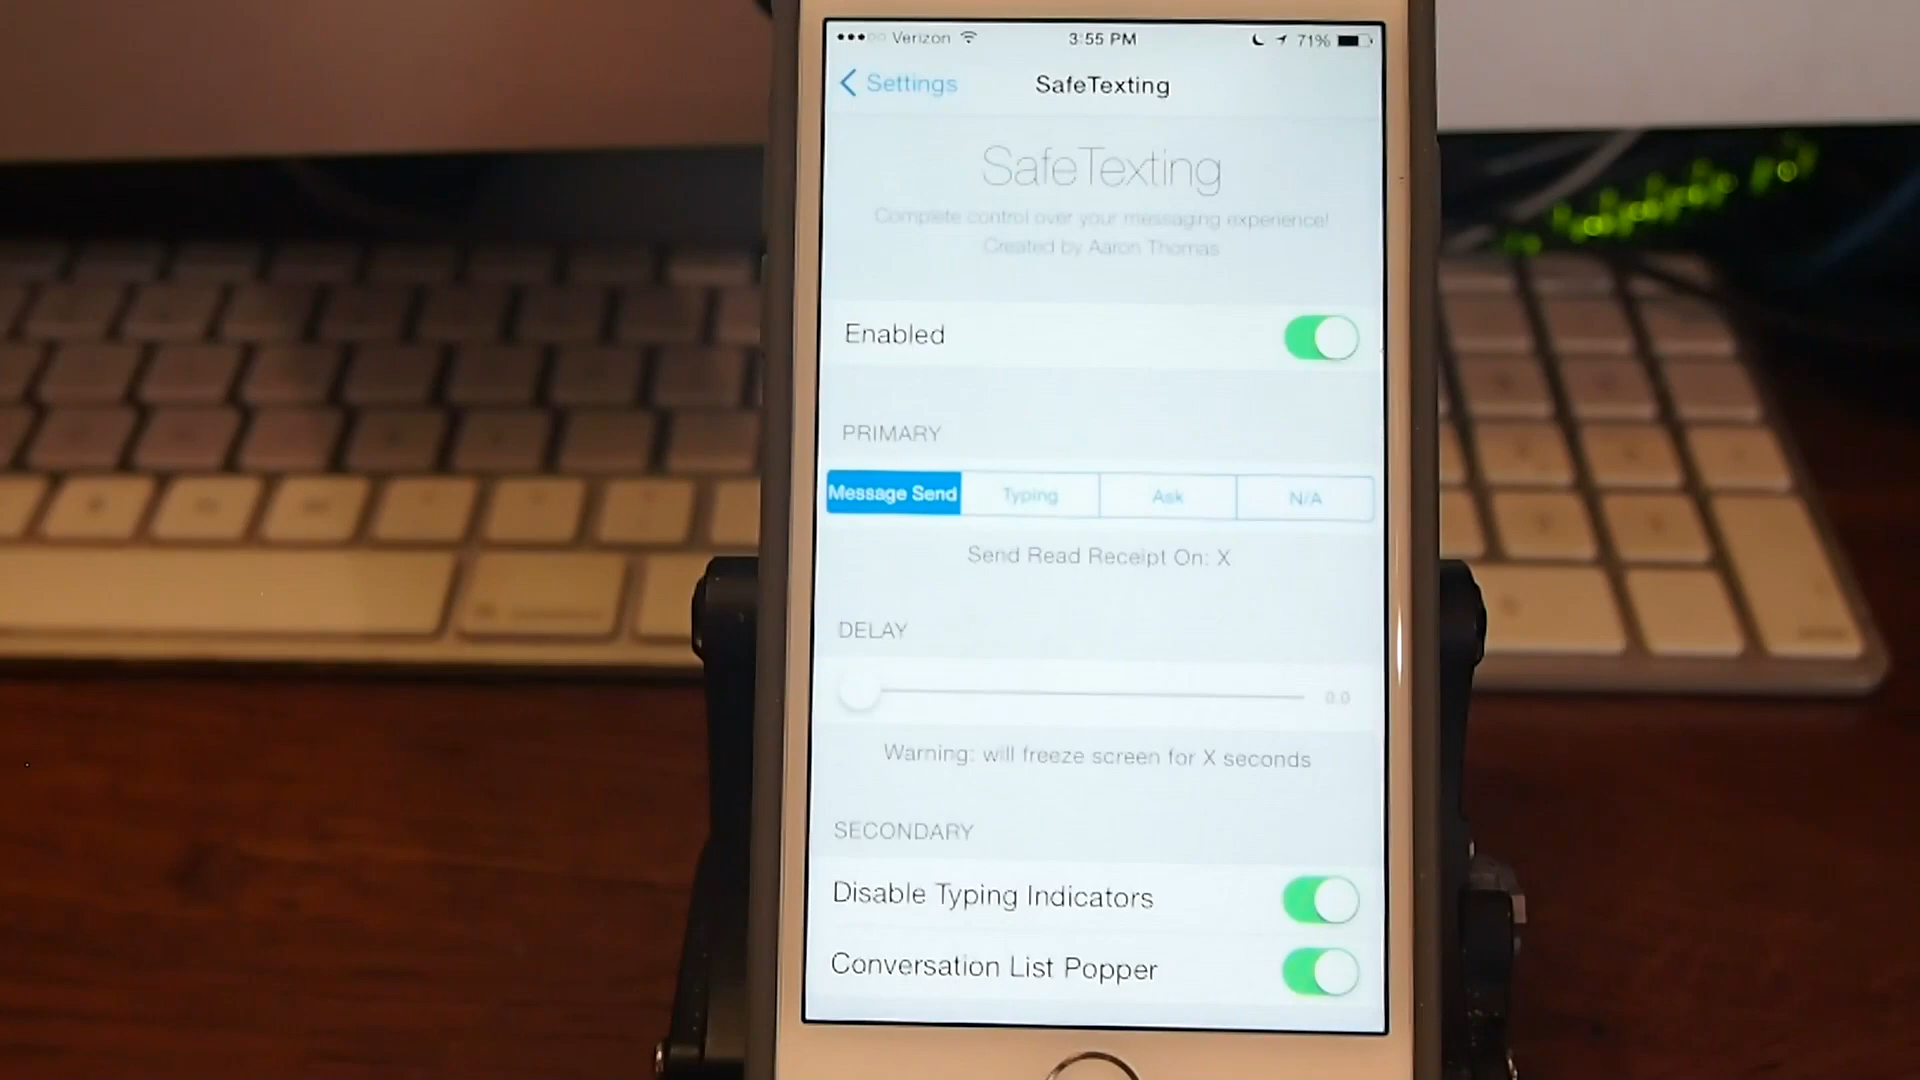 Verizon 3:55 PM 71%
Settings SafeTexting
SafeTexting
Complete control over your messaging experience!
Created by Aaron Thomas
Enabled
PRIMARY
Message Send Typing Ask N/A
Send Read Receipt On: X
DELAY
0.0
Warning: will freeze screen for X seconds
SECONDARY
Disable Typing Indicators
Conversation List Popper